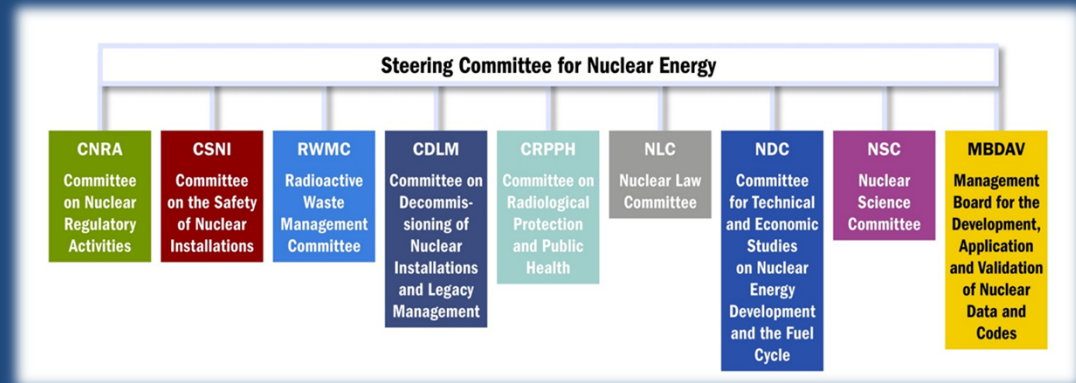 Steering Committee for Nuclear Energy
CNRA
Committee
on Nuclear
Regulatory
Activities
CSNI
Committee
on the Safety
of Nuclear
Installations
RWMC
Radioactive
Waste
Management
Committee
CDLM
Committee on
Decommis-
sioning of
Nuclear
Installations
and Legacy
Management
CRPPH
Committee on
Radiological
Protection
and Public
Health
NLC
Nuclear Law
Committee
NDC
Committee
for Technical
and Economic
Studies
on Nuclear
Energy
Development
and the Fuel
Cycle
NSC
Nuclear
Science
Committee
MBDAV
Management
Board for the
Development,
Application
and Validation
of Nuclear
Data and
Codes